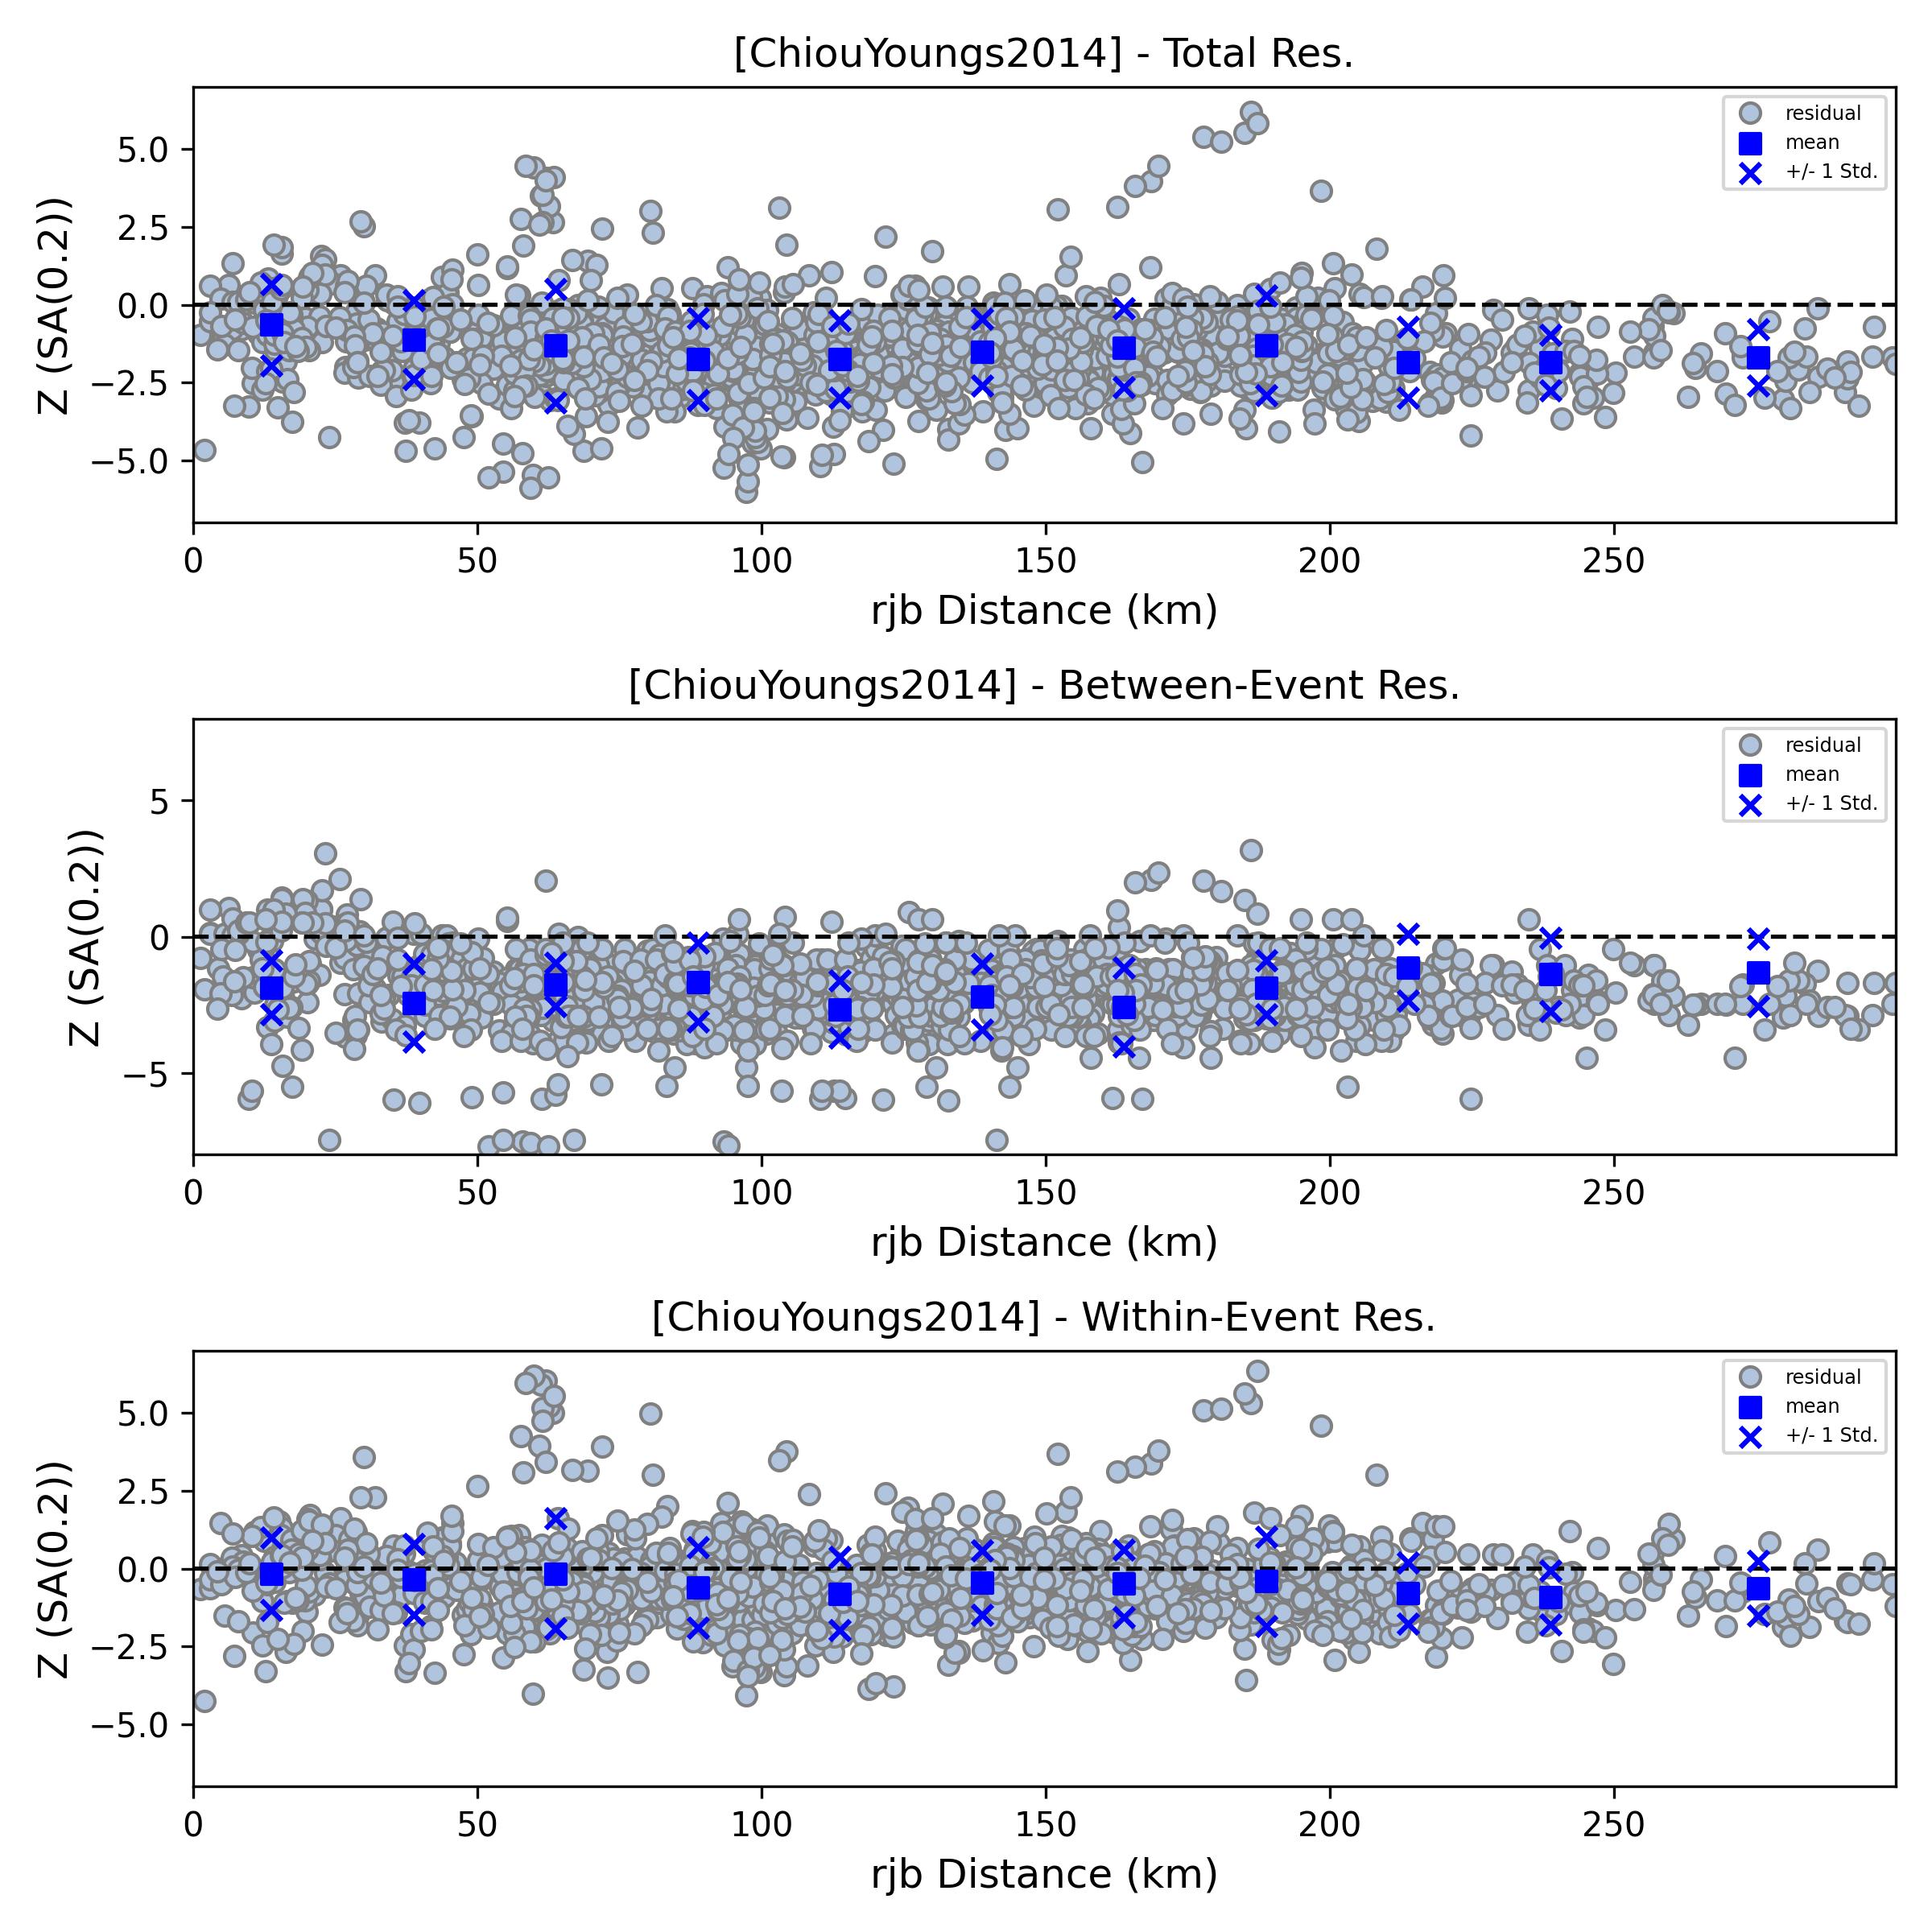 [ChiouYoungs2014] - Total Res.
residual
mean
+/- 1 Std.
Z (SA(0.2))
5.0
2.5
0.0
−2.5
−5.0
0 50 100 150 200 250
rjb Distance (km)
[ChiouYoungs2014] - Between-Event Res.
residual
mean
+/- 1 Std.
Z (SA(0.2))
5
0
−5
0 50 100 150 200 250
rjb Distance (km)
[ChiouYoungs2014] - Within-Event Res.
residual
mean
+/- 1 Std.
Z (SA(0.2))
5.0
2.5
0.0
−2.5
−5.0
0 50 100 150 200 250
rjb Distance (km)